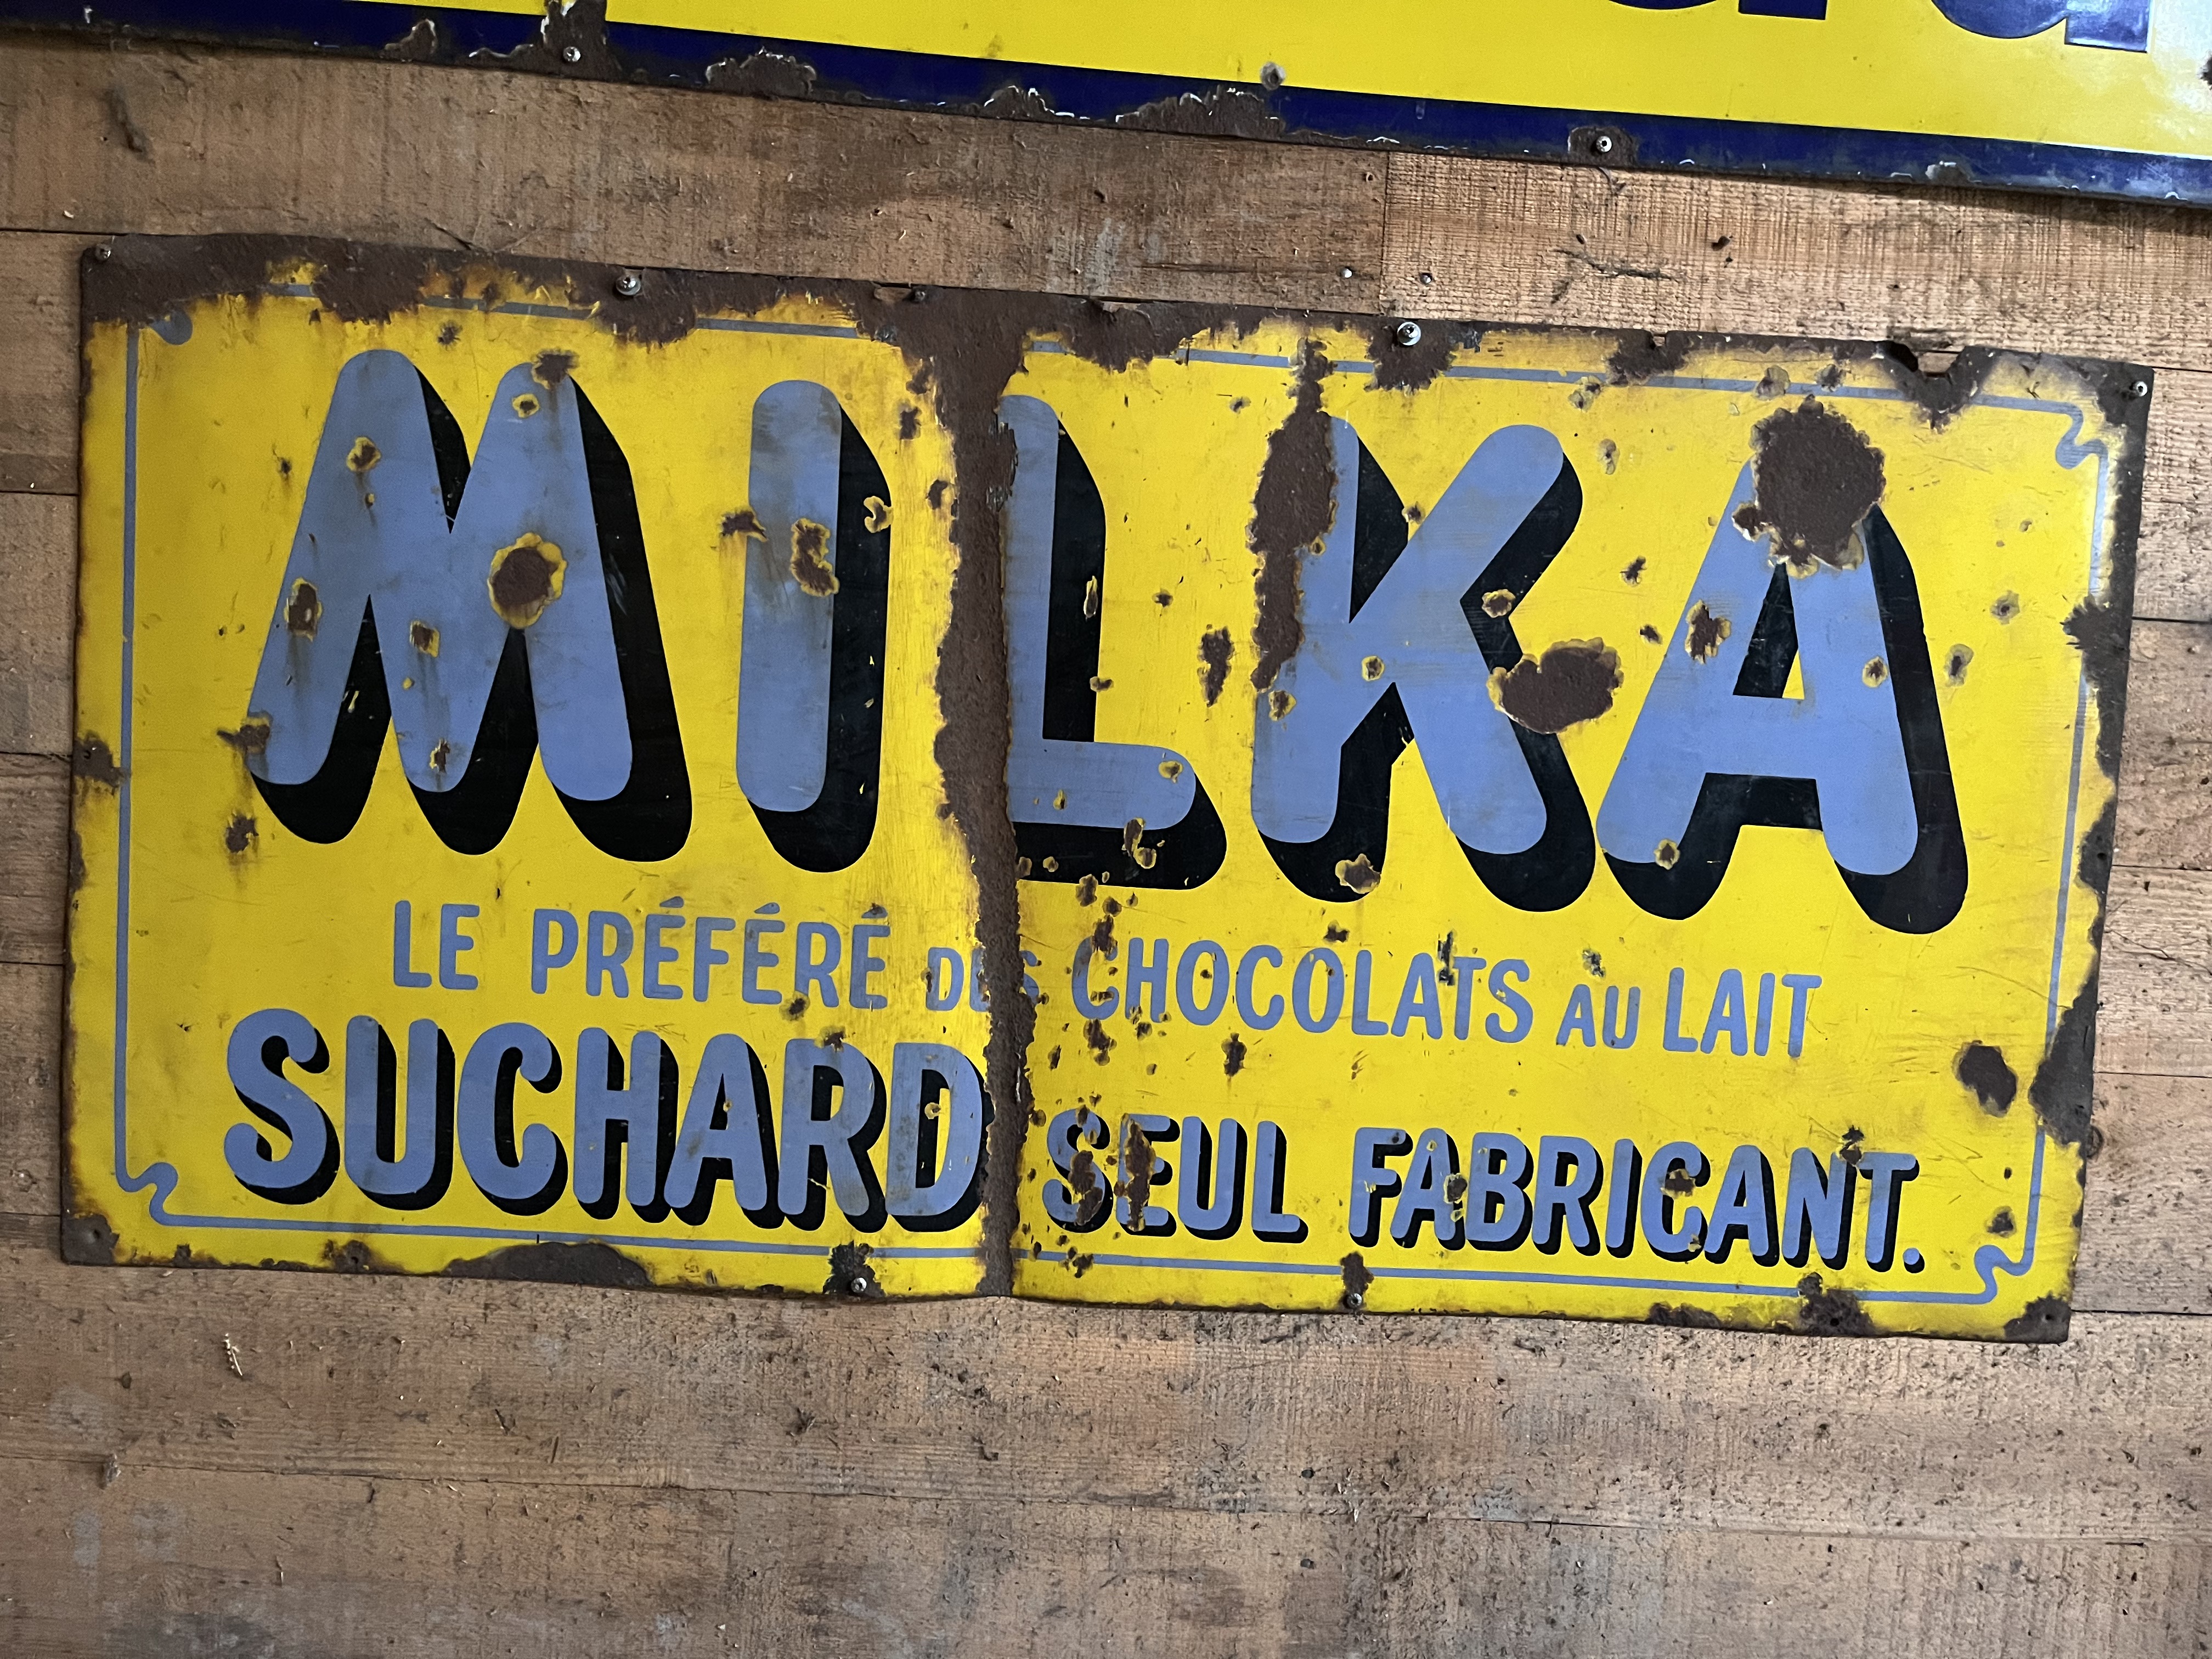 MILKA
LE PRÉFÉRÉ DES CHOCOLATS AU LAIT
SUCHARD SEUL FABRICANT.